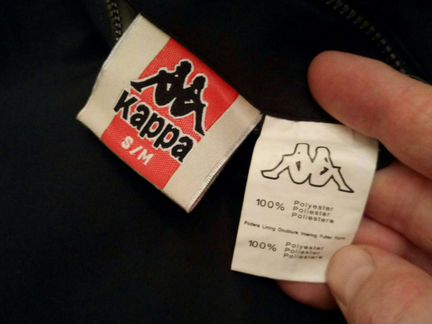 Kappa
S/M
100% Polyester
Poliester
Poliestere
100% Polyester
Poliester
Poliestere